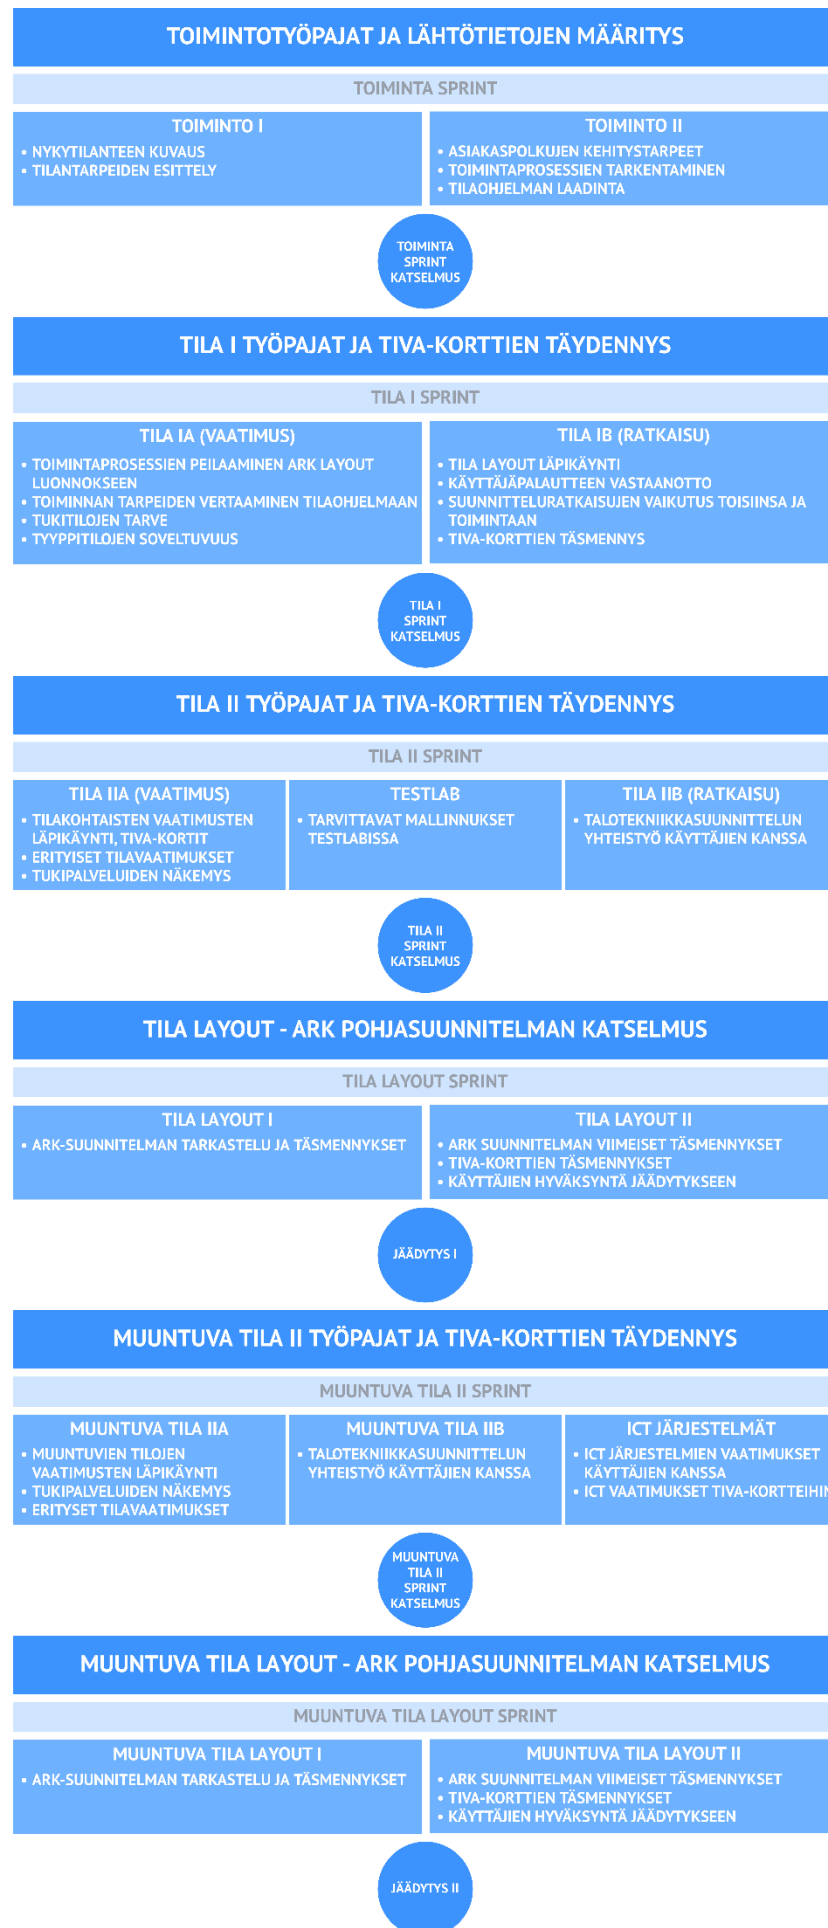 TOIMINTOTYÖPAJAT JA LÄHTÖTIETOJEN MÄÄRITYS
TOIMINTA SPRINT
TOIMINTO I
• NYKYTILANTEEN KUVAUS
• TILANTARPEIDEN ESITTELY
TOIMINTO II
• ASIAKASPOLKUJEN KEHITYSTARPEET
• TOIMINTAPROSESSIEN TARKENTAMINEN
• TILAOHJELMAN LAADINTA
TOIMINTA
SPRINT
KATSELMUS
TILA I TYÖPAJAT JA TIVA-KORTTIEN TÄYDENNYS
TILA I SPRINT
TILA IA (VAATIMUS)
• TOIMINTAPROSESSIEN PEILAAMINEN ARK LAYOUT
LUONNOKSEEN
• TOIMINNAN TARPEIDEN VERTAAMINEN TILAOHJELMAAN
• TUKITILOJEN TARVE
• TYYPPITILOJEN SOVELTUVUUS
TILA IB (RATKAISU)
• TILA LAYOUT LÄPIKÄYNTI
• KÄYTTÄJÄPALAUTTEEN VASTAANOTTO
• SUUNNITTELURATKAISUJEN VAIKUTUS TOISIINSA JA
TOIMINTAAN
• TIVA-KORTTIEN TÄSMENNYS
TILA I
SPRINT
KATSELMUS
TILA II TYÖPAJAT JA TIVA-KORTTIEN TÄYDENNYS
TILA II SPRINT
TILA IIA (VAATIMUS)
• TILAKOHTAISTEN VAATIMUSTEN
LÄPIKÄYNTI, TIVA-KORTIT
• ERITYISET TILAVAATIMUKSET
• TUKIPALVELUIDEN NÄKEMYS
TESTLAB
• TARVITTAVAT MALLINNUKSET
TESTLABISSA
TILA IIB (RATKAISU)
• TALOTEKNIIKKASUUNNITTELUN
YHTEISTYÖ KÄYTTÄJIEN KANSSA
TILA II
SPRINT
KATSELMUS
TILA LAYOUT - ARK POHJASUUNNITELMAN KATSELMUS
TILA LAYOUT SPRINT
TILA LAYOUT I
• ARK-SUUNNITELMAN TARKASTELU JA TÄSMENNYKSET
TILA LAYOUT II
• ARK SUUNNITELMAN VIIMEISET TÄSMENNYKSET
• TIVA-KORTTIEN TÄSMENNYKSET
• KÄYTTÄJIEN HYVÄKSYNTÄ JÄÄDYTYKSEEN
JÄÄDYTYS I
MUUNTUVA TILA II TYÖPAJAT JA TIVA-KORTTIEN TÄYDENNYS
MUUNTUVA TILA II SPRINT
MUUNTUVA TILA IIA
• MUUNTUVIEN TILOJEN
VAATIMUSTEN LÄPIKÄYNTI
• TUKIPALVELUIDEN NÄKEMYS
• ERITYSET TILAVAATIMUKSET
MUUNTUVA TILA IIB
• TALOTEKNIIKKASUUNNITTELUN
YHTEISTYÖ KÄYTTÄJIEN KANSSA
ICT JÄRJESTELMÄT
• ICT JÄRJESTELMIEN VAATIMUKSET
KÄYTTÄJIEN KANSSA
• ICT VAATIMUKSET TIVA-KORTTEIHIN
MUUNTUVA
TILA II
SPRINT
KATSELMUS
MUUNTUVA TILA LAYOUT - ARK POHJASUUNNITELMAN KATSELMUS
MUUNTUVA TILA LAYOUT SPRINT
MUUNTUVA TILA LAYOUT I
• ARK-SUUNNITELMAN TARKASTELU JA TÄSMENNYKSET
MUUNTUVA TILA LAYOUT II
• ARK SUUNNITELMAN VIIMEISET TÄSMENNYKSET
• TIVA-KORTTIEN TÄSMENNYKSET
• KÄYTTÄJIEN HYVÄKSYNTÄ JÄÄDYTYKSEEN
JÄÄDYTYS II